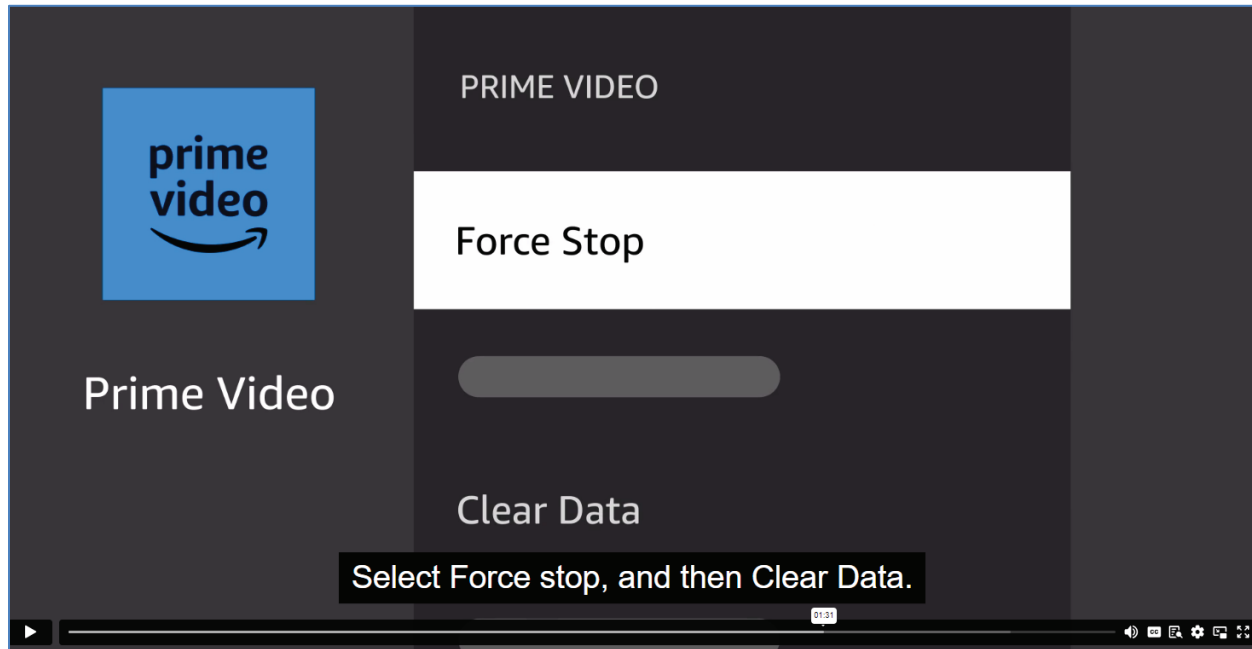 prime
video
PRIME VIDEO
Force Stop
Prime Video
Clear Data
Select Force stop, and then Clear Data.
01:31
CC